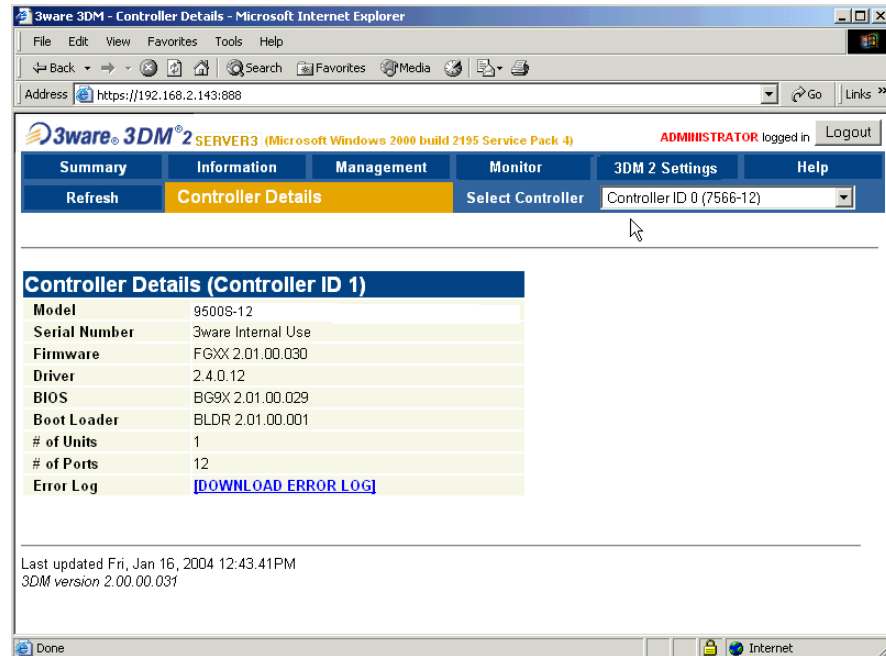 3ware 3DM - Controller Details - Microsoft Internet Explorer
File Edit View Favorites Tools Help
Back Search Favorites Media
Address https://192.168.2.143:888 Go Links »
3ware® 3DM®2 SERVER3 (Microsoft Windows 2000 build 2195 Service Pack 4) ADMINISTRATOR logged in Logout
Summary Information Management Monitor 3DM 2 Settings Help
Refresh Controller Details Select Controller Controller ID 0 (7566-12)
Controller Details (Controller ID 1)
Model 9500S-12
Serial Number 3ware Internal Use
Firmware FGXX 2.01.00.030
Driver 2.4.0.12
BIOS BG9X 2.01.00.029
Boot Loader BLDR 2.01.00.001
# of Units 1
# of Ports 12
Error Log [DOWNLOAD ERROR LOG]
Last updated Fri, Jan 16, 2004 12:43.41PM
3DM version 2.00.00.031
Done Internet